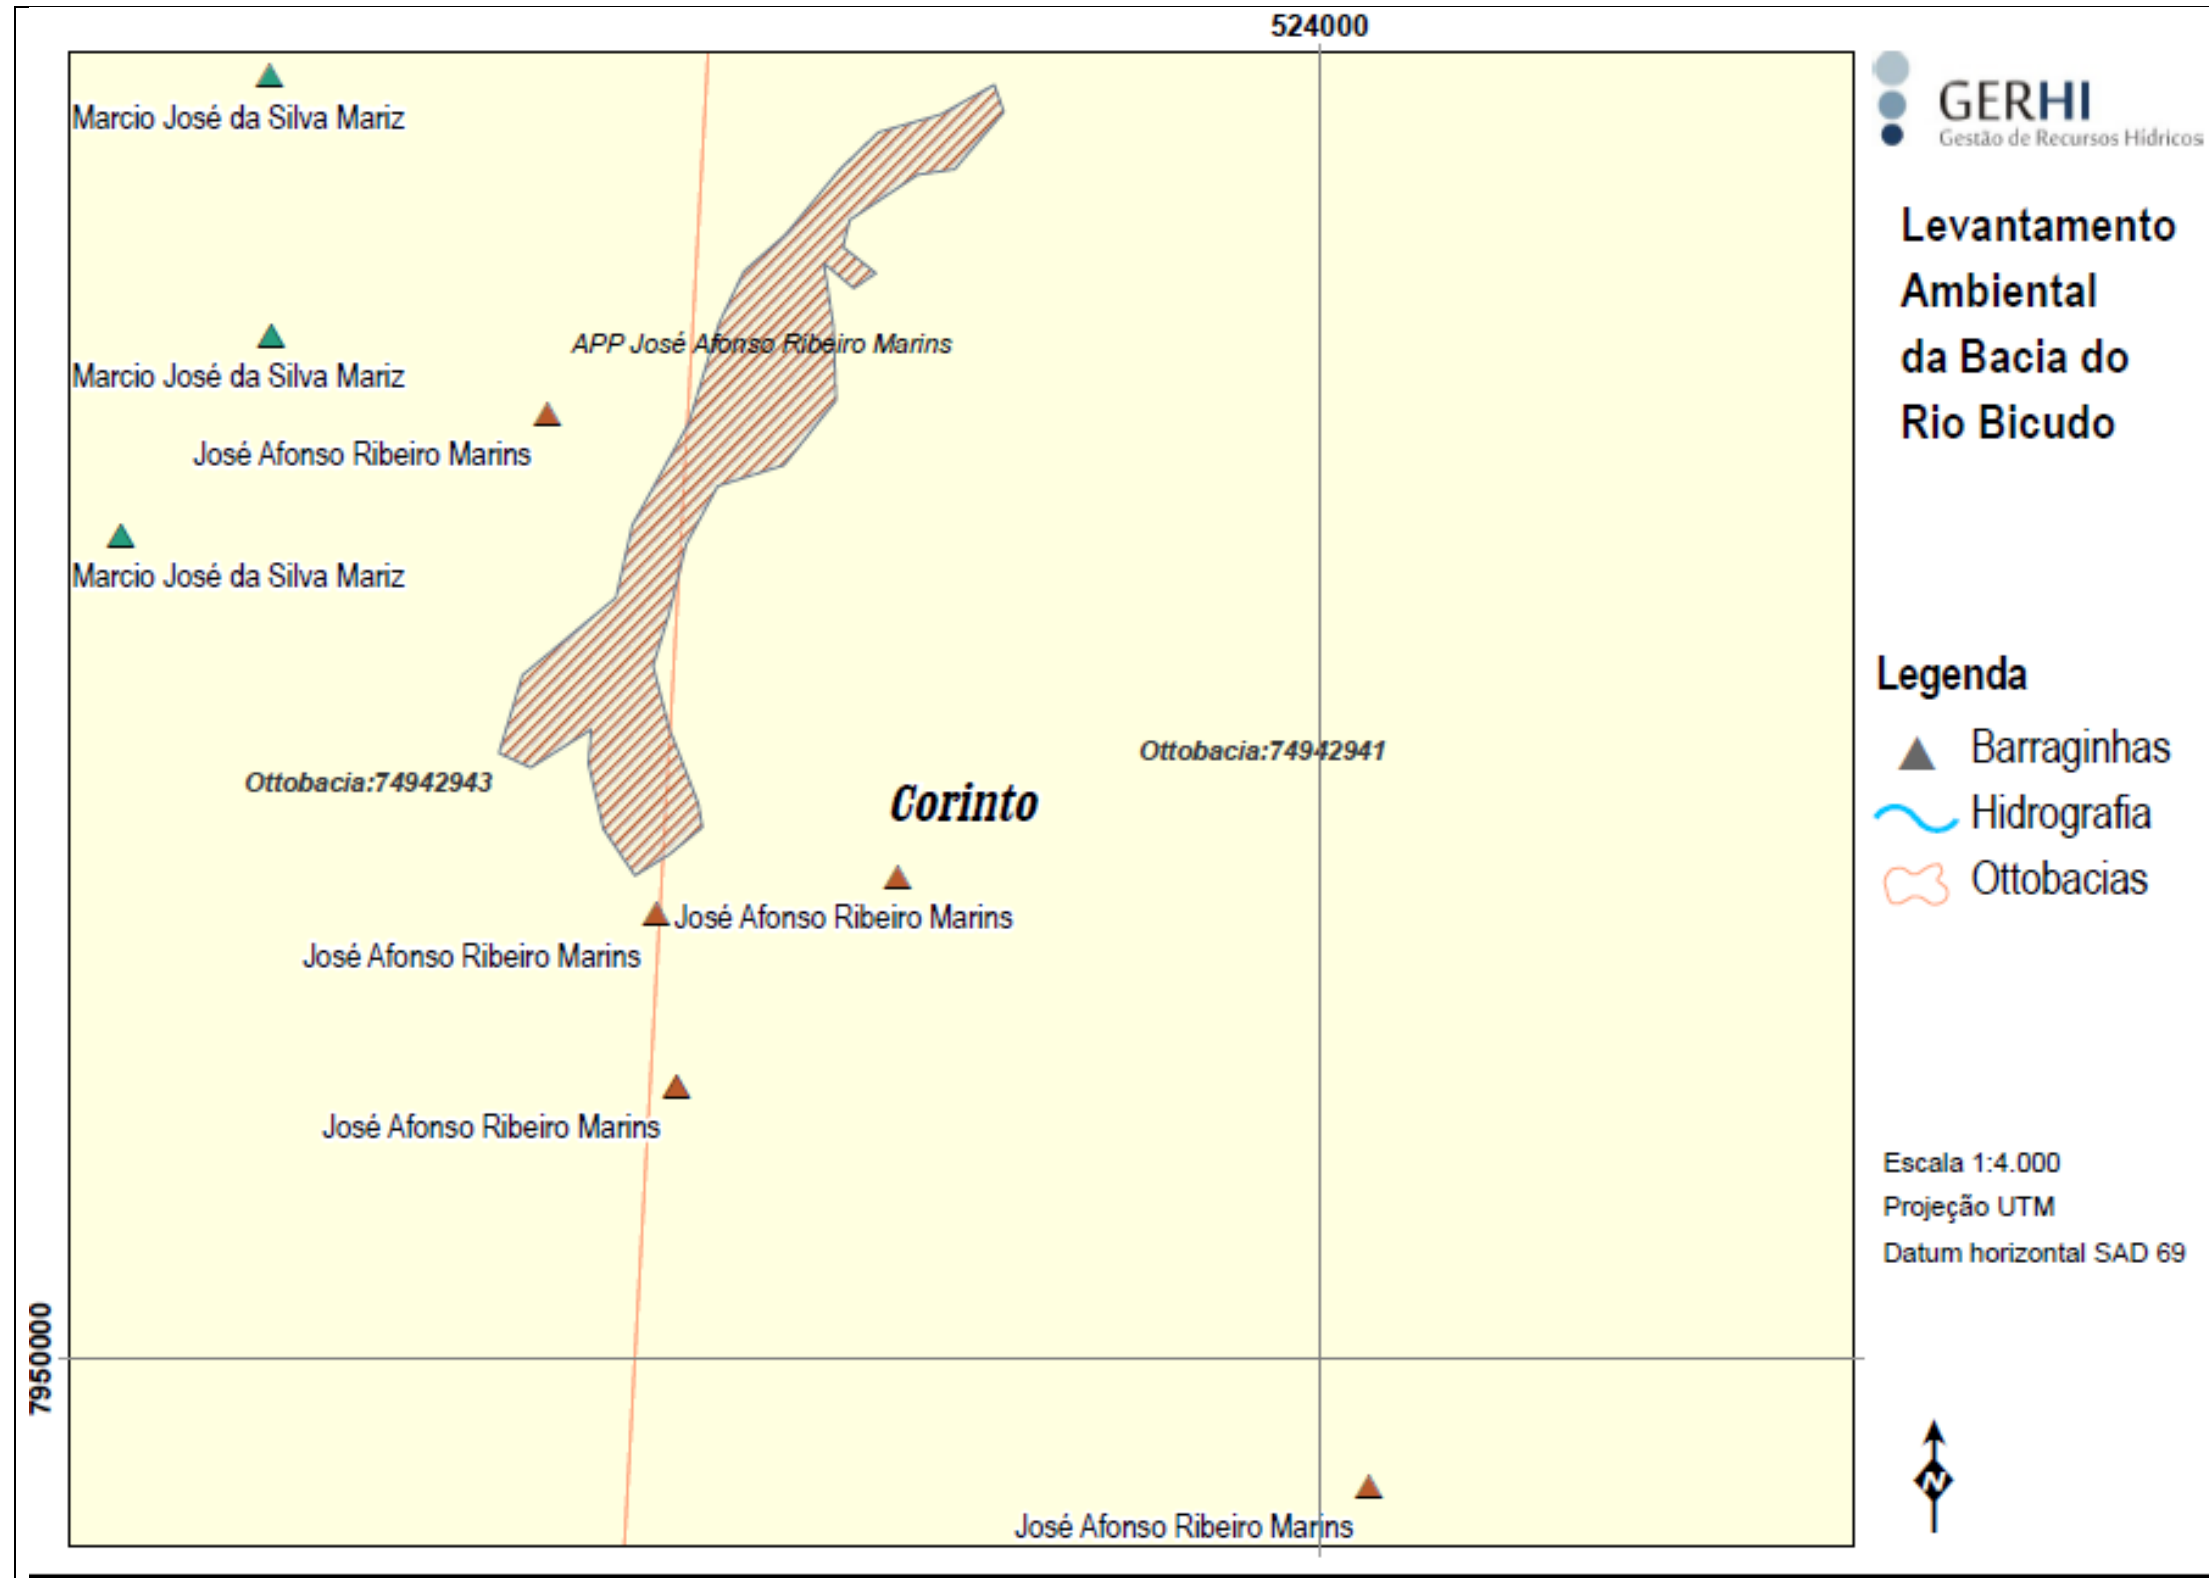 524000
Marcio José da Silva Mariz
APP José Afonso Ribeiro Marins
Marcio José da Silva Mariz
José Afonso Ribeiro Marins
Marcio José da Silva Mariz
Ottobacia:74942941
Ottobacia:74942943
Corinto
José Afonso Ribeiro Marins
José Afonso Ribeiro Marins
José Afonso Ribeiro Marins
7950000
José Afonso Ribeiro Marins
GERHI
Gestão de Recursos Hídricos
Levantamento
Ambiental
da Bacia do
Rio Bicudo
Legenda
Barraginhas
Hidrografia
Ottobacias
Escala 1:4.000
Projeção UTM
Datum horizontal SAD 69
N